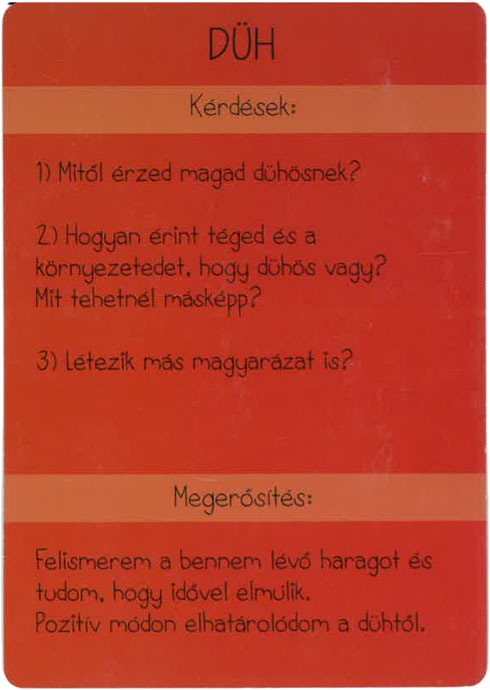 DÜH
Kérdések:
1) Mitől érzed magad dühösnek?
2) Hogyan érint téged és a
környezetedet, hogy dühös vagy?
Mit tehetnél másképp?
3) Létezik más magyarázat is?
Megerősítés:
Felismerem a bennem lévő haragot és
tudom, hogy idővel elmúlik.
Pozitív módon elhatárolódom a dühtől.